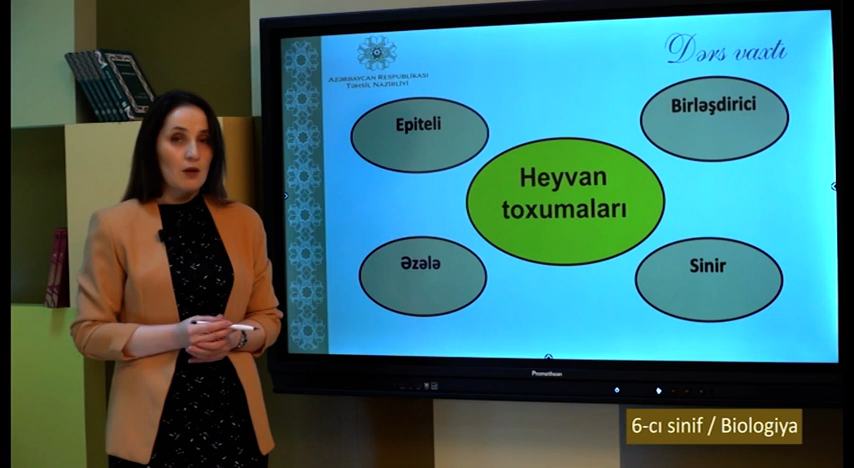 Dərs vaxtı
AZƏRBAYCAN RESPUBLİKASI
TƏHSİL NAZİRLİYİ
Epiteli
Birləşdirici
Heyvan
toxumaları
Əzələ
Sinir
Promethean
6-cı sinif / Biologiya